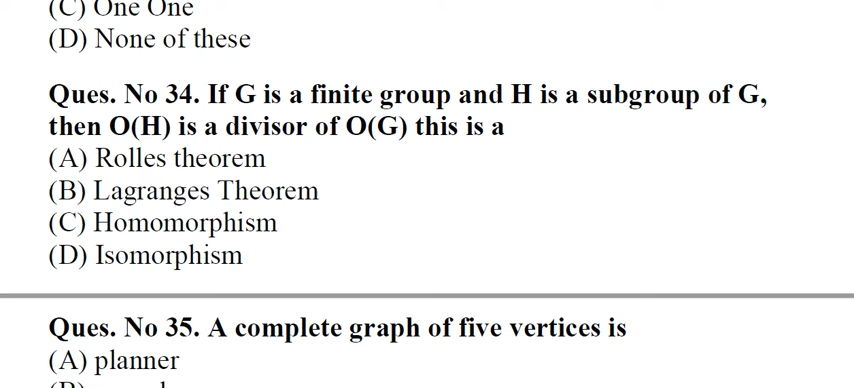 (C) One One
(D) None of these
Ques. No 34. If G is a finite group and H is a subgroup of G,
then O(H) is a divisor of O(G) this is a
(A) Rolles theorem
(B) Lagranges Theorem
(C) Homomorphism
(D) Isomorphism
Ques. No 35. A complete graph of five vertices is
(A) planner